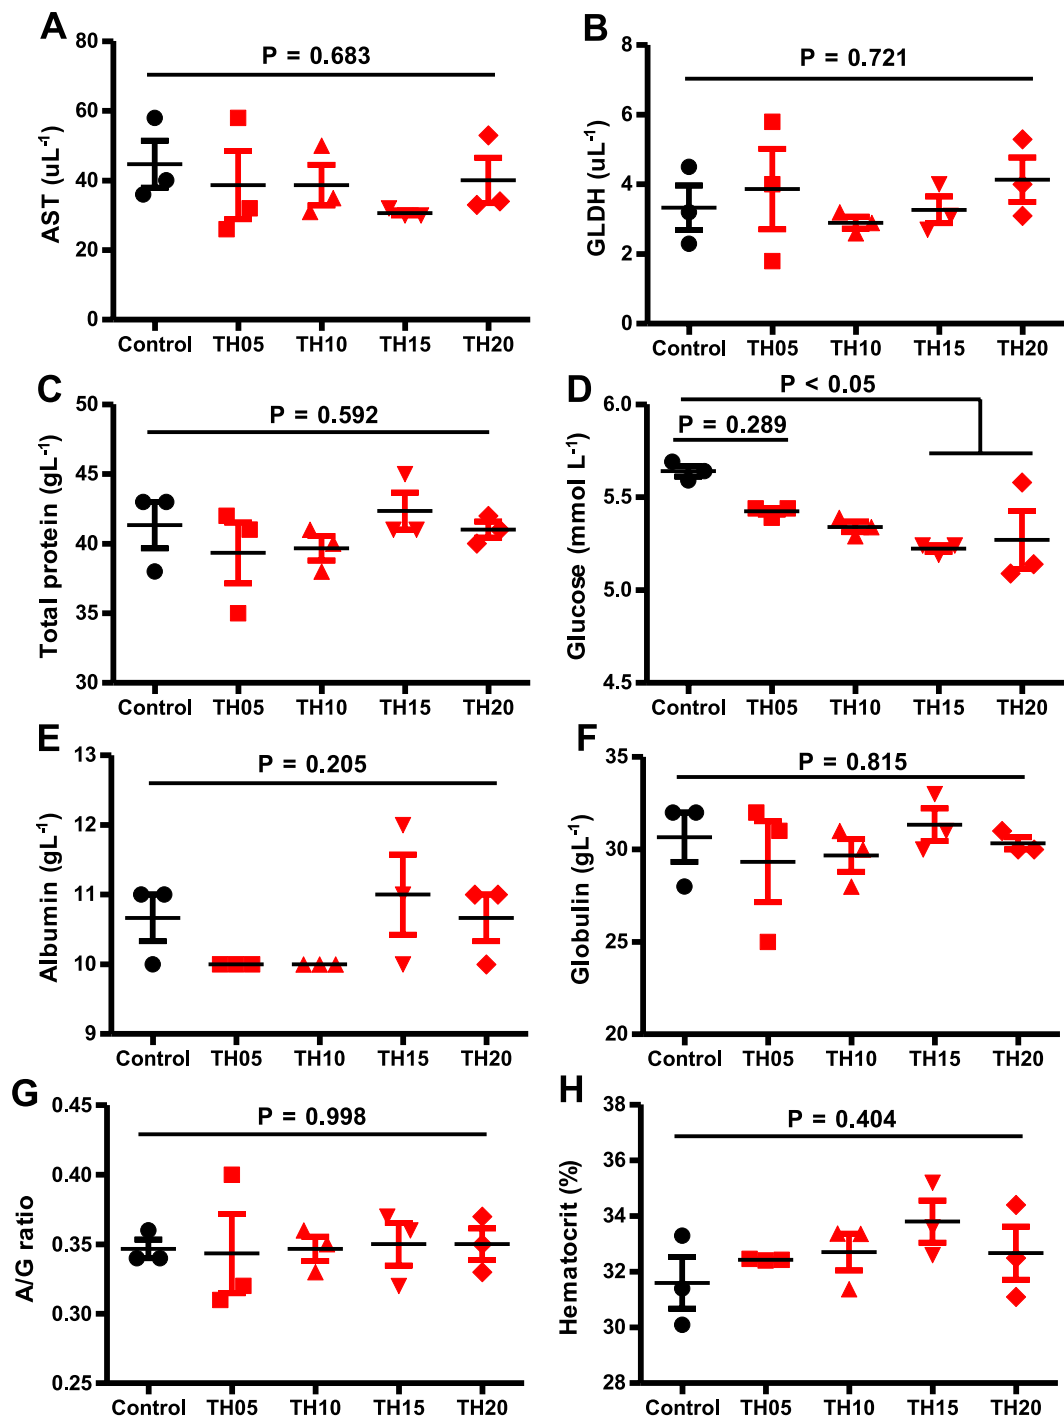 A
P = 0.683
AST (uL-1)
80
60
40
20
0
Control TH05 TH10 TH15 TH20
B
P = 0.721
GLDH (uL-1)
8
6
4
2
0
Control TH05 TH10 TH15 TH20
C
P = 0.592
Total protein (gL-1)
50
45
40
35
30
Control TH05 TH10 TH15 TH20
D
P < 0.05
P = 0.289
Glucose (mmol L-1)
6.0
5.5
5.0
4.5
Control TH05 TH10 TH15 TH20
E
P = 0.205
Albumin (gL-1)
13
12
11
10
9
Control TH05 TH10 TH15 TH20
F
P = 0.815
Globulin (gL-1)
35
30
25
20
Control TH05 TH10 TH15 TH20
G
P = 0.998
A/G ratio
0.45
0.40
0.35
0.30
0.25
Control TH05 TH10 TH15 TH20
H
P = 0.404
Hematocrit (%)
38
36
34
32
30
28
Control TH05 TH10 TH15 TH20